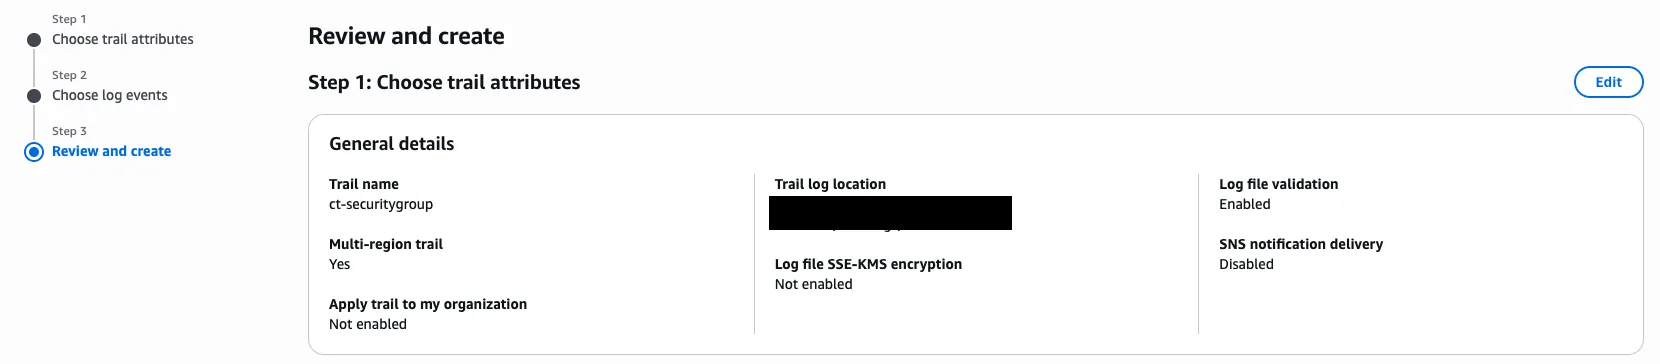 Step 1
Choose trail attributes
Step 2
Choose log events
Step 3
Review and create
Review and create
Step 1: Choose trail attributes
Edit
General details
Trail name
ct-securitygroup
Multi-region trail
Yes
Apply trail to my organization
Not enabled
Trail log location
Log file SSE-KMS encryption
Not enabled
Log file validation
Enabled
SNS notification delivery
Disabled